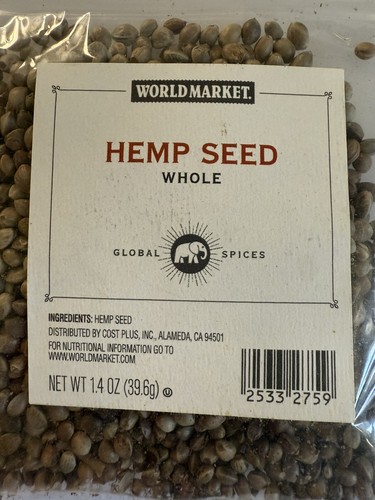 WORLD MARKET.
HEMP SEED
WHOLE
GLOBAL SPICES
INGREDIENTS: HEMP SEED
DISTRIBUTED BY COST PLUS, INC., ALAMEDA, CA 94501
FOR NUTRITIONAL INFORMATION GO TO
WWW.WORLDMARKET.COM
NET WT 1.4 OZ (39.6g) U
2533 2759